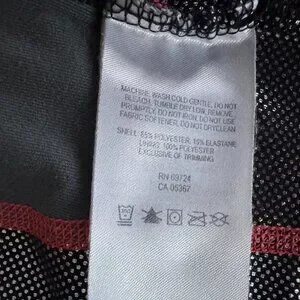 MACHINE WASH COLD GENTLE, DO NOT
BLEACH, TUMBLE DRY LOW, REMOVE
PROMPTLY, DO NOT IRON, DO NOT USE
FABRIC SOFTENER, DO NOT DRYCLEAN
SHELL: 85% POLYESTER, 15% ELASTANE
LINING: 100% POLYESTER
EXCLUSIVE OF TRIMMING
RN 69724
CA 05367